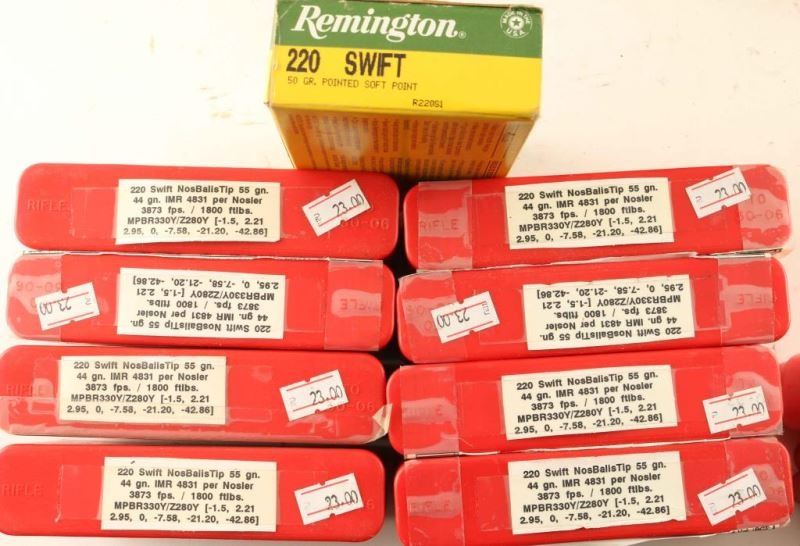 Remington®
MADE IN THE
USA
220 SWIFT
50 GR. POINTED SOFT POINT
R220S1
RIFLE
220 Swift NosBalisTip 55 gn.
44 gn. IMR 4831 per Nosler
3873 fps. / 1800 ftlbs.
MPBR330Y/Z280Y [-1.5, 2.21
2.95, 0, -7.58, -21.20, -42.86]
23.00
30-06
RIFLE
220 Swift NosBalisTip 55 gn.
44 gn. IMR 4831 per Nosler
3873 fps. / 1800 ftlbs.
MPBR330Y/Z280Y [-1.5, 2.21
2.95, 0, -7.58, -21.20, -42.86]
23.00
TO
30-06
23.00
220 Swift NosBalisTip 55 gn.
44 gn. IMR 4831 per Nosler
3873 fps. / 1800 ftlbs.
MPBR330Y/Z280Y [-1.5, 2.21
2.95, 0, -7.58, -21.20, -42.86]
RIFLE
23.00
220 Swift NosBalisTip 55 gn.
44 gn. IMR 4831 per Nosler
3873 fps. / 1800 ftlbs.
MPBR330Y/Z280Y [-1.5, 2.21
2.95, 0, -7.58, -21.20, -42.86]
RIFLE
RIFLE
220 Swift NosBalisTip 55 gn.
44 gn. IMR 4831 per Nosler
3873 fps. / 1800 ftlbs.
MPBR330Y/Z280Y [-1.5, 2.21
2.95, 0, -7.58, -21.20, -42.86]
23.00
TO
30-06
220 Swift NosBalisTip 55 gn.
44 gn. IMR 4831 per Nosler
3873 fps. / 1800 ftlbs.
MPBR330Y/Z280Y [-1.5, 2.21
2.95, 0, -7.58, -21.20, -42.86]
23.00
RIFLE
220 Swift NosBalisTip 55 gn.
44 gn. IMR 4831 per Nosler
3873 fps. / 1800 ftlbs.
MPBR330Y/Z280Y [-1.5, 2.21
2.95, 0, -7.58, -21.20, -42.86]
23.00
220 Swift NosBalisTip 55 gn.
44 gn. IMR 4831 per Nosler
3873 fps. / 1800 ftlbs.
MPBR330Y/Z280Y [-1.5, 2.21
2.95, 0, -7.58, -21.20, -42.86]
23.00